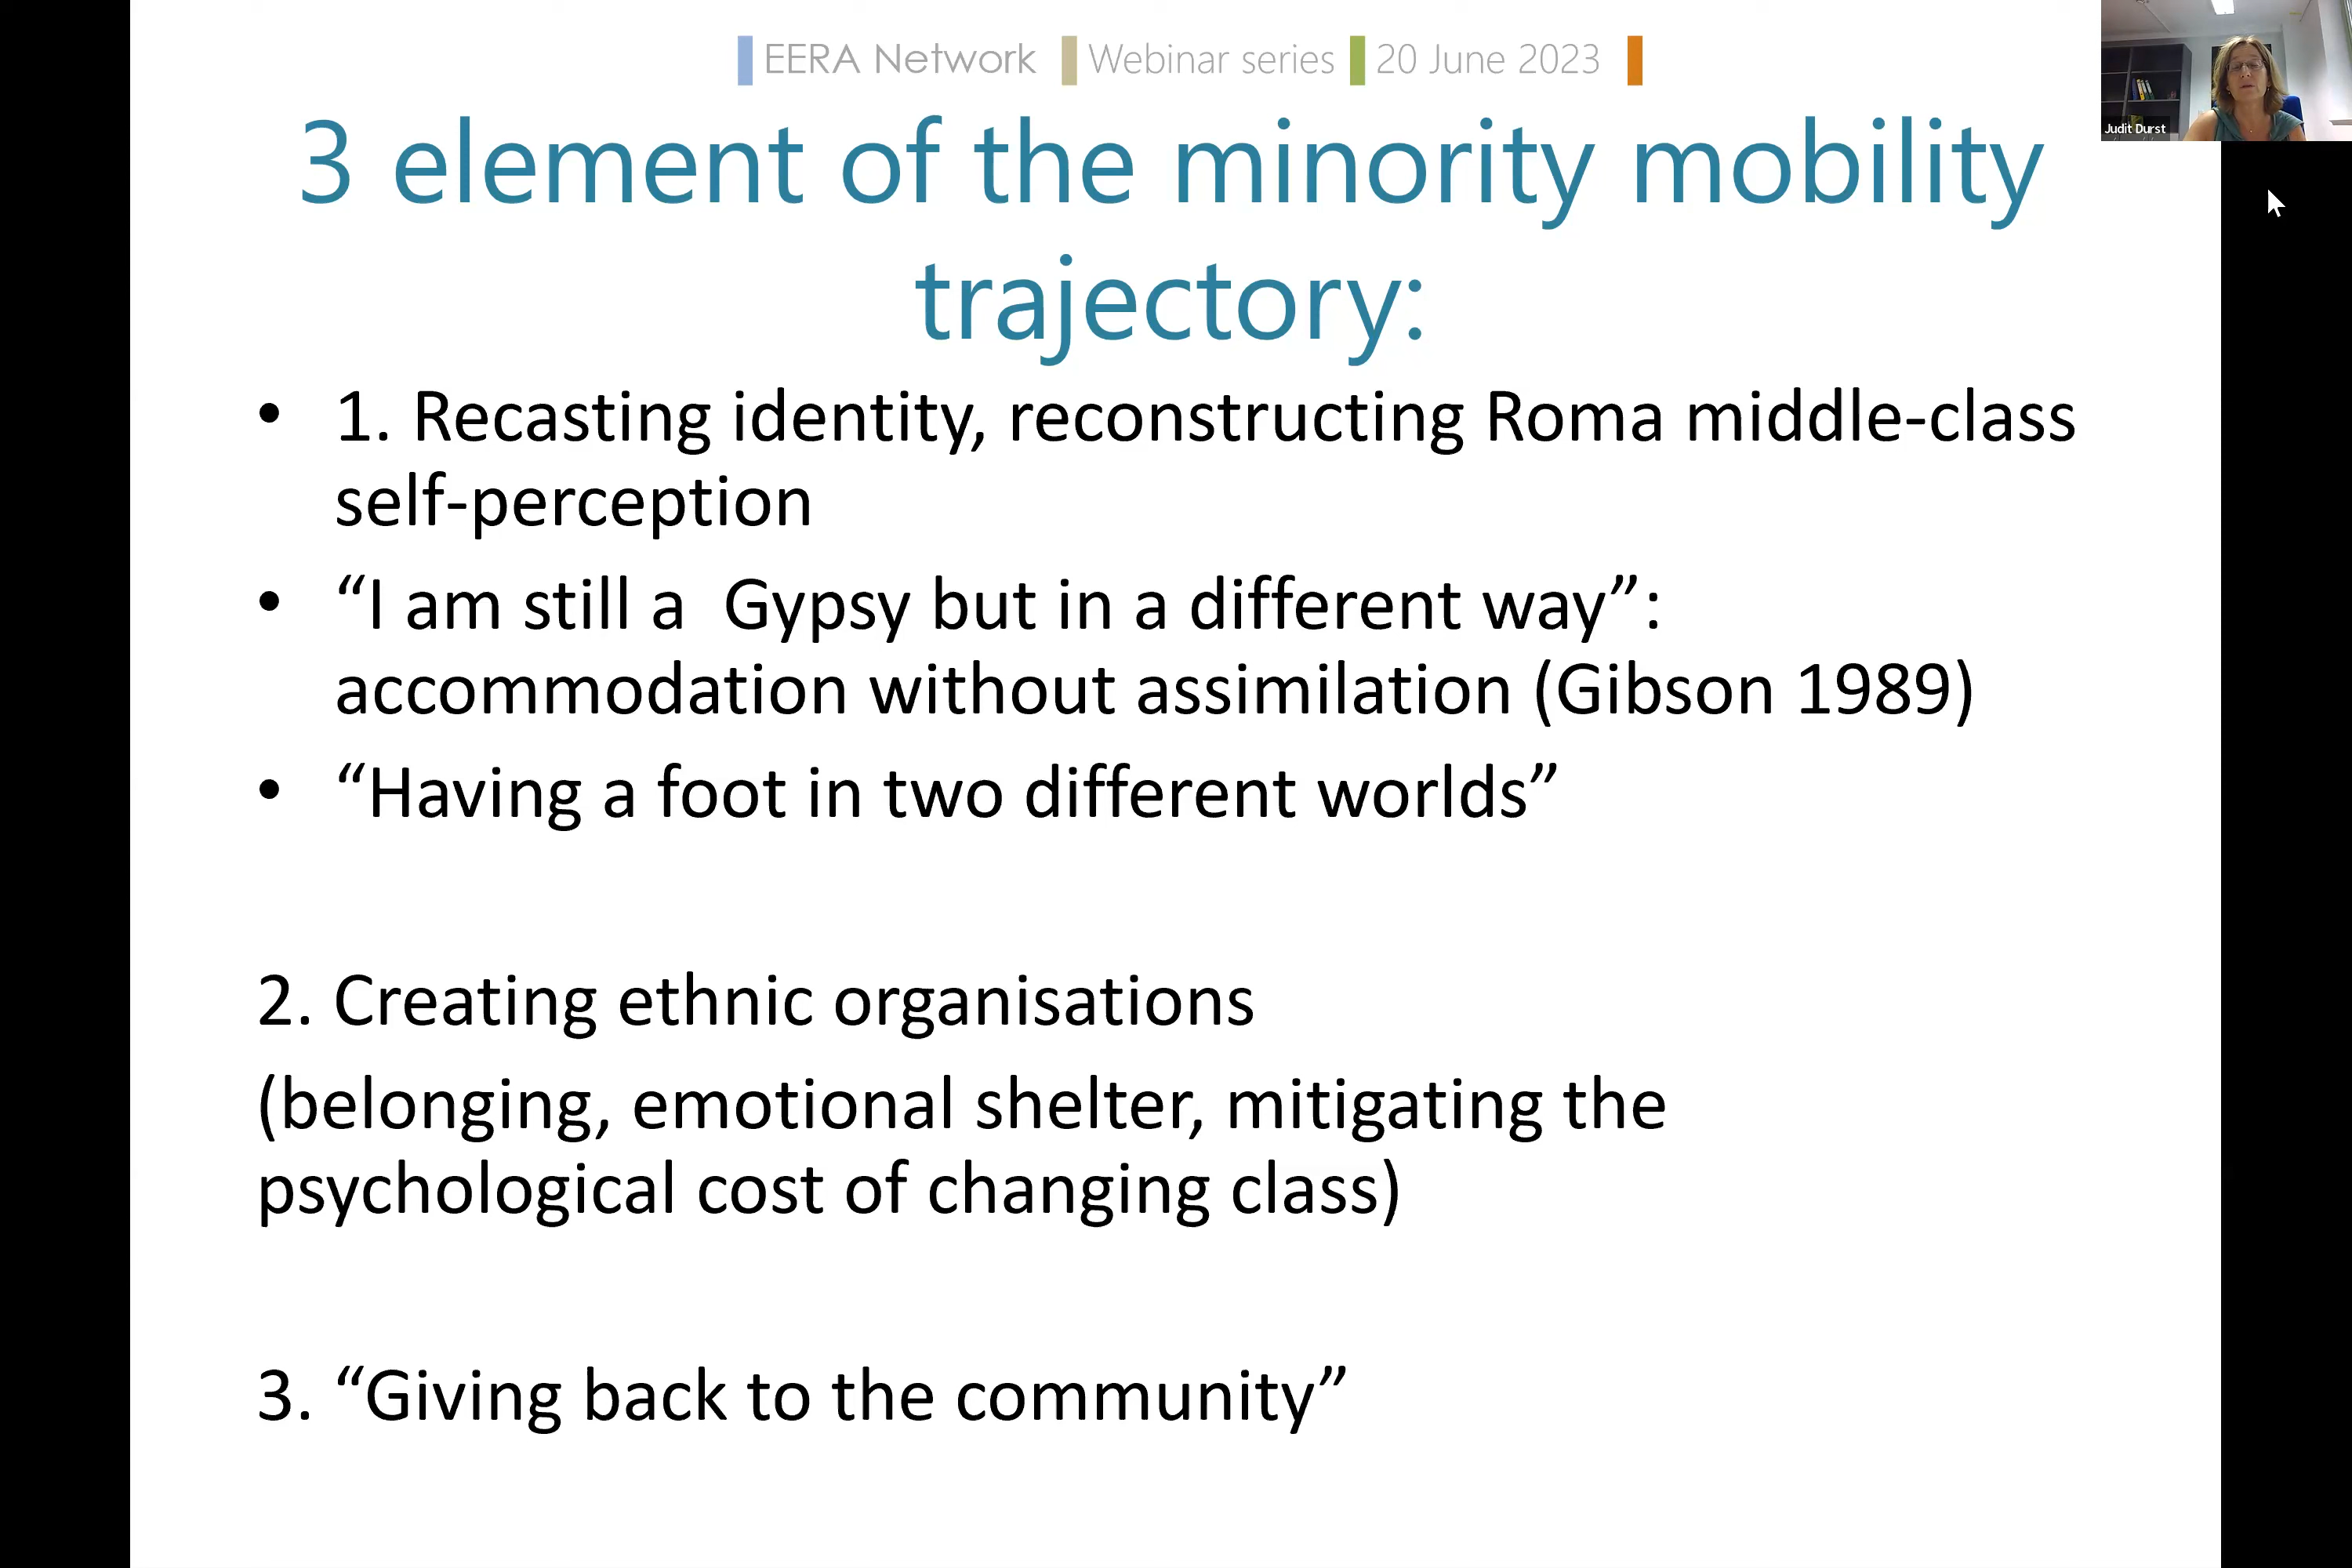 EERA Network Webinar series 20 June 2023
Judit Durst
3 element of the minority mobility
trajectory:
• 1. Recasting identity, reconstructing Roma middle-class
self-perception
• “I am still a  Gypsy but in a different way”:
accommodation without assimilation (Gibson 1989)
• “Having a foot in two different worlds”
2. Creating ethnic organisations
(belonging, emotional shelter, mitigating the
psychological cost of changing class)
3. “Giving back to the community”